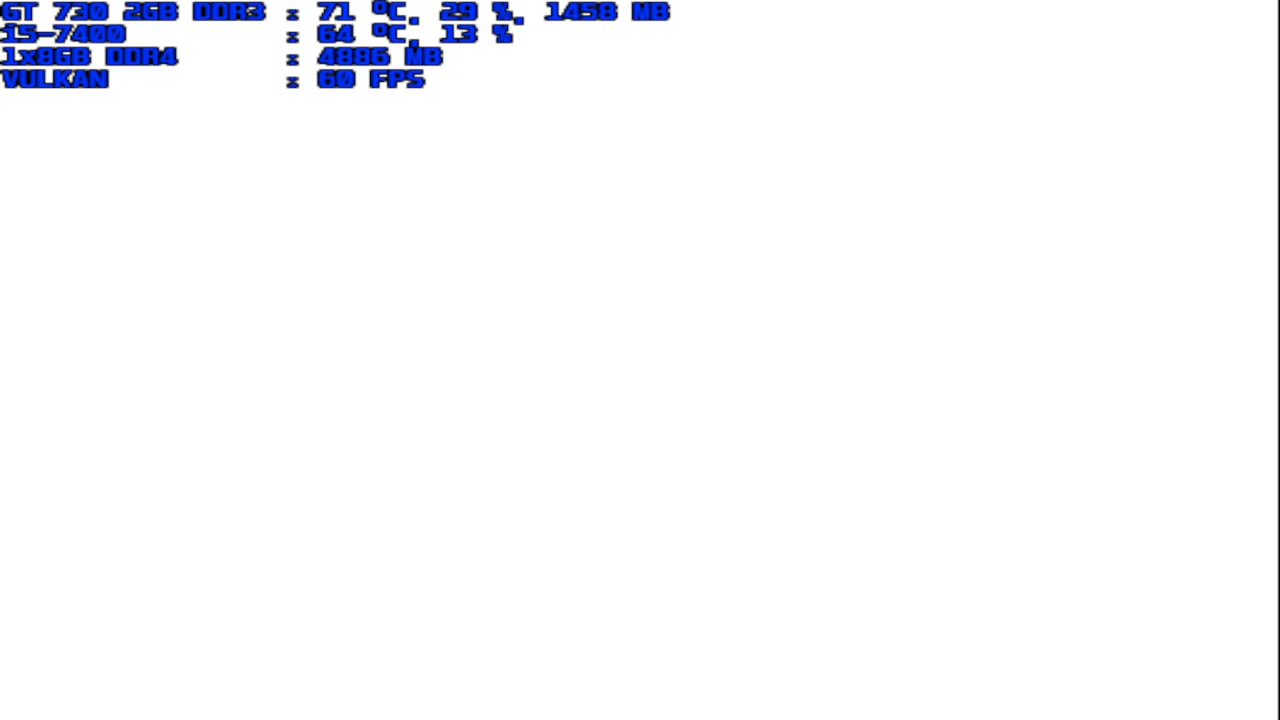 GT 730 2GB DDR3 : 71 °C, 29 %, 1458 MB
i5-7400 : 64 °C, 13 %
1x8GB DDR4 : 4886 MB
VULKAN : 60 FPS